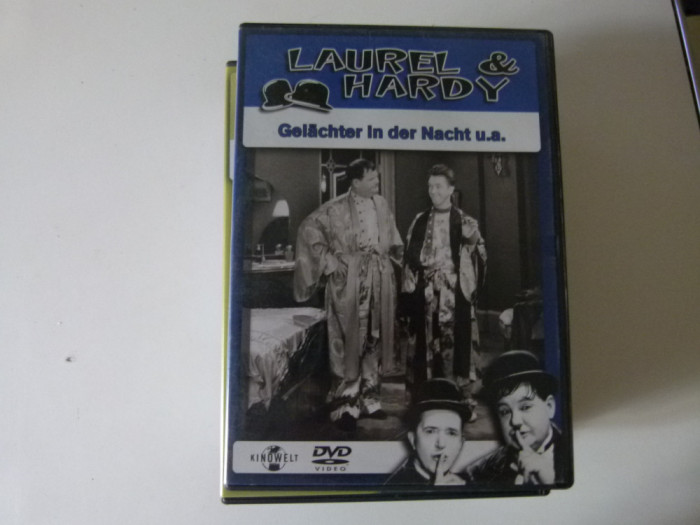 LAUREL &
HARDY
Gelächter in der Nacht u.a.
KINOWELT
DVD
VIDEO